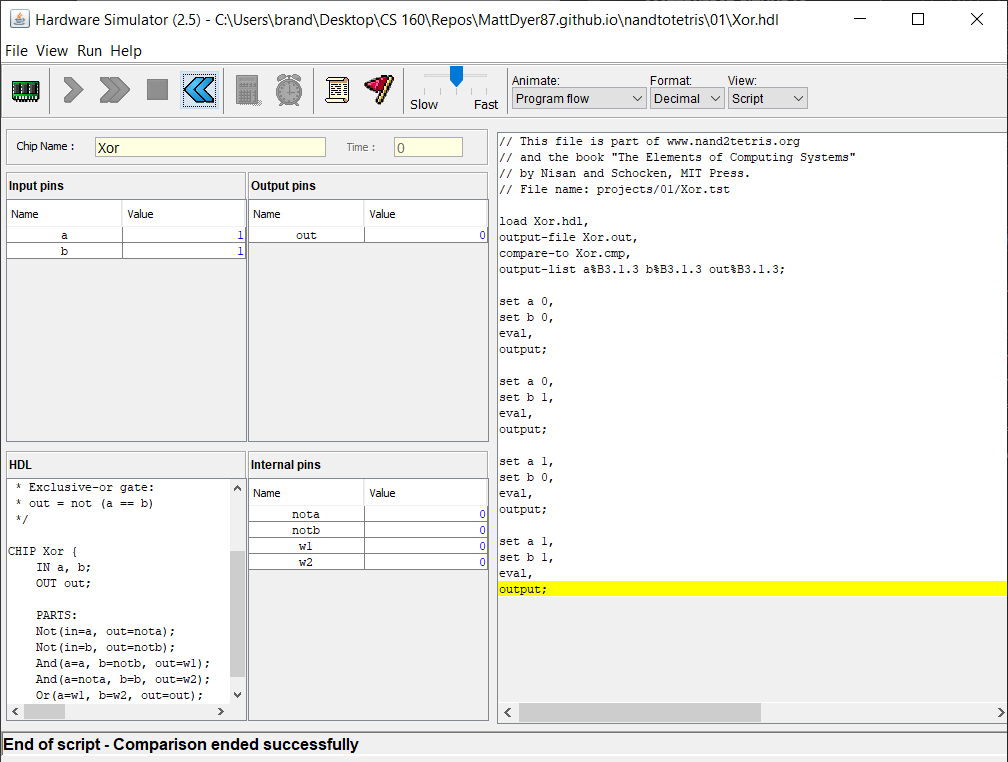 Hardware Simulator (2.5) - C:\Users\brand\Desktop\CS 160\Repos\MattDyer87.github.io\nandtotetris\01\Xor.hdl
File View Run Help
Slow Fast
Animate: Format: View:
Program flow Decimal Script
Chip Name : Xor Time : 0
Input pins
Name Value
a 1
b 1
Output pins
Name Value
out 0
HDL
* Exclusive-or gate:
* out = not (a == b)
*/

CHIP Xor {
    IN a, b;
    OUT out;

    PARTS:
    Not(in=a, out=nota);
    Not(in=b, out=notb);
    And(a=a, b=notb, out=w1);
    And(a=nota, b=b, out=w2);
    Or(a=w1, b=w2, out=out);
Internal pins
Name Value
nota 0
notb 0
w1 0
w2 0
// This file is part of www.nand2tetris.org
// and the book "The Elements of Computing Systems"
// by Nisan and Schocken, MIT Press.
// File name: projects/01/Xor.tst

load Xor.hdl,
output-file Xor.out,
compare-to Xor.cmp,
output-list a%B3.1.3 b%B3.1.3 out%B3.1.3;

set a 0,
set b 0,
eval,
output;

set a 0,
set b 1,
eval,
output;

set a 1,
set b 0,
eval,
output;

set a 1,
set b 1,
eval,
output;
End of script - Comparison ended successfully